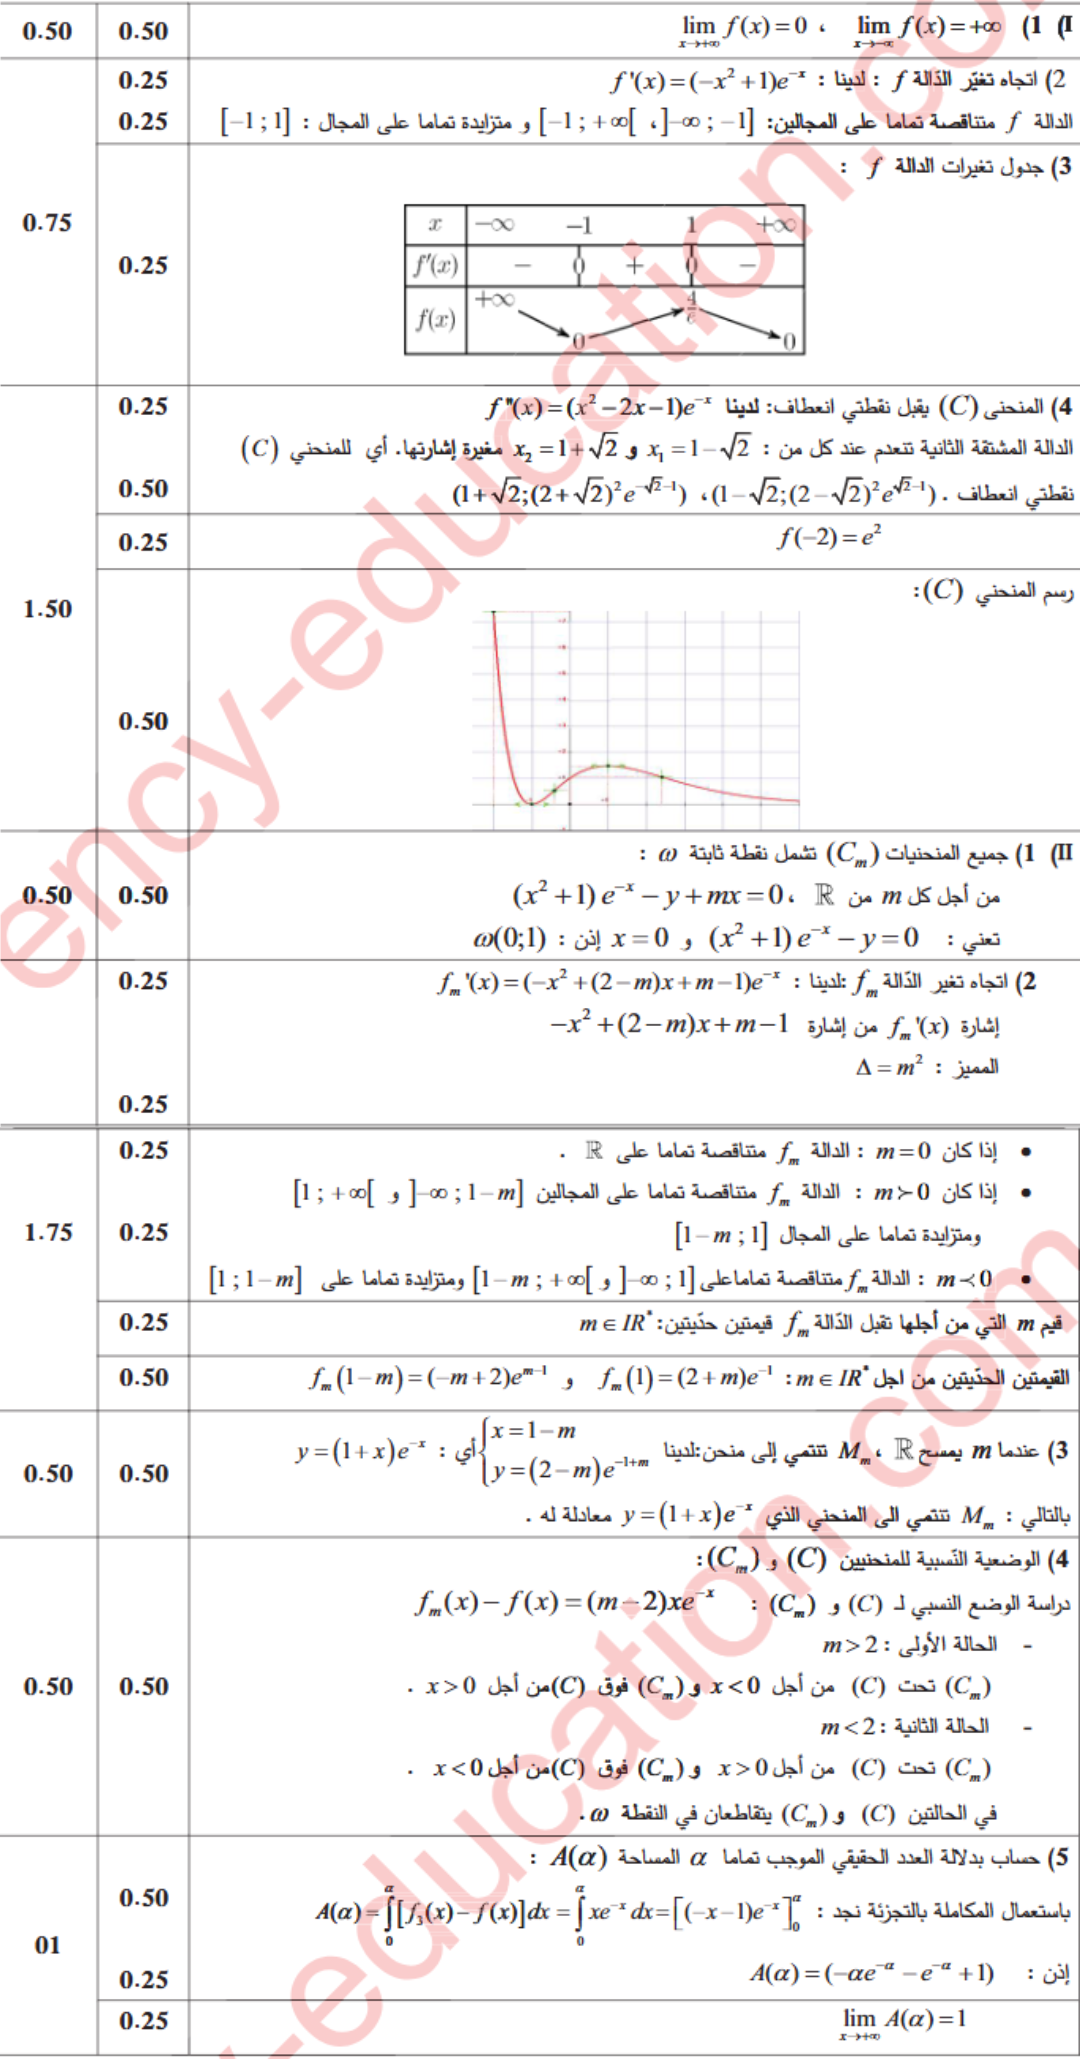 I) 1) $\lim_{x\to-\infty} f(x)=+\infty$ ، $\lim_{x\to+\infty} f(x)=0$ 0.50 0.50
2) اتجاه تغيّر الدّالة f : لدينا : $f'(x)=(-x^2+1)e^{-x}$ 0.25
الدالة f متناقصة تماما على المجالين: $]-\infty;-1]$ ، $[-1;+\infty[$ و متزايدة تماما على المجال : $[-1;1]$ 0.25
3) جدول تغيرات الدالة f :
0.75
x −∞ −1 1 +∞
f'(x) − 0 + 0 − 0.25
f(x) +∞ 0 $\frac{4}{e}$ 0
4) المنحنى (C) يقبل نقطتي انعطاف: لدينا $f''(x)=(x^2-2x-1)e^{-x}$ 0.25
الدالة المشتقة الثانية تنعدم عند كل من : $x_1=1-\sqrt{2}$ و $x_2=1+\sqrt{2}$ مغيرة إشارتها. أي للمنحني (C)
نقطتي انعطاف . $(1-\sqrt{2};(2-\sqrt{2})^2e^{\sqrt{2}-1})$ ، $(1+\sqrt{2};(2+\sqrt{2})^2e^{-\sqrt{2}-1})$ 0.50
$f(-2)=e^2$ 0.25
رسم المنحني (C): 1.50
0.50
II) 1) جميع المنحنيات $(C_m)$ تشمل نقطة ثابتة ω :
من أجل كل m من ℝ ، $(x^2+1)e^{-x}-y+mx=0$ 0.50 0.50
تعني : $(x^2+1)e^{-x}-y=0$ و $x=0$ إذن : ω(0;1)
2) اتجاه تغير الدّالة $f_m$ :لدينا : $f_m'(x)=(-x^2+(2-m)x+m-1)e^{-x}$ 0.25
إشارة $f_m'(x)$ من إشارة $-x^2+(2-m)x+m-1$
المميز : $\Delta=m^2$
0.25
• إذا كان m=0 : الدالة $f_m$ متناقصة تماما على ℝ . 0.25
• إذا كان m≻0 : الدالة $f_m$ متناقصة تماما على المجالين $]-\infty;1-m]$ و $[1;+\infty[$
ومتزايدة تماما على المجال $[1-m;1]$ 0.25 1.75
• m≺0 : الدالة $f_m$ متناقصة تماماعلى $]-\infty;1]$ و $[1-m;+\infty[$ ومتزايدة تماما على $[1;1-m]$
قيم m التي من أجلها تقبل الدّالة $f_m$ قيمتين حدّيتين: $m\in IR^*$ 0.25
القيمتين الحدّيتين من اجل $m\in IR^*$ : $f_m(1)=(2+m)e^{-1}$ و $f_m(1-m)=(-m+2)e^{m-1}$ 0.50
3) عندما m يمسح ℝ ، $M_m$ تنتمي إلى منحن:لدينا $\begin{cases}x=1-m\\y=(2-m)e^{-1+m}\end{cases}$ أي : $y=(1+x)e^{-x}$ 0.50 0.50
بالتالي : $M_m$ تنتمي الى المنحني الذي $y=(1+x)e^{-x}$ معادلة له .
4) الوضعية النّسبية للمنحنيين (C) و $(C_m)$:
دراسة الوضع النسبي لـ (C) و $(C_m)$ : $f_m(x)-f(x)=(m-2)xe^{-x}$
- الحالة الأولى : m>2
$(C_m)$ تحت (C) من أجل x<0 و $(C_m)$ فوق (C)من أجل x>0 . 0.50 0.50
- الحالة الثانية : m<2
$(C_m)$ تحت (C) من أجل x>0 و $(C_m)$ فوق (C)من أجل x<0 .
في الحالتين (C) و $(C_m)$ يتقاطعان في النقطة ω .
5) حساب بدلالة العدد الحقيقي الموجب تماما α المساحة A(α) :
باستعمال المكاملة بالتجزئة نجد : $A(\alpha)=\int_0^\alpha[f_3(x)-f(x)]dx=\int_0^\alpha xe^{-x}dx=[(-x-1)e^{-x}]_0^\alpha$ 0.50
01
إذن : $A(\alpha)=(-\alpha e^{-\alpha}-e^{-\alpha}+1)$ 0.25
$\lim_{x\to+\infty}A(\alpha)=1$ 0.25
ency-education.com
cy-education.com